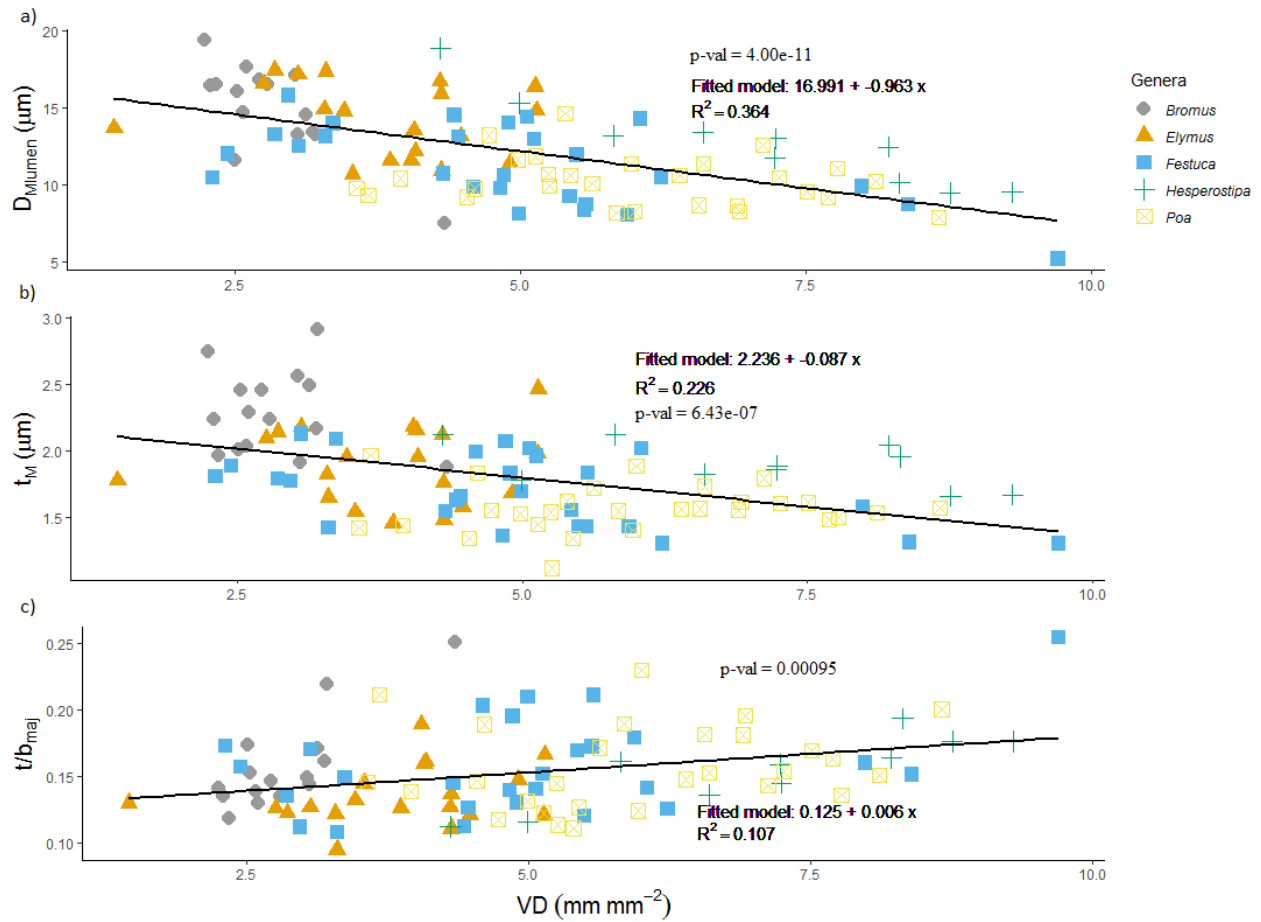 a)
D_Mlumen (μm)
20
15
10
5
2.5
5.0
7.5
10.0
p-val = 4.00e-11
Fitted model: 16.991 + -0.963 x
R² = 0.364
Genera
Bromus
Elymus
Festuca
Hesperostipa
Poa
b)
t_M (μm)
3.0
2.5
2.0
1.5
2.5
5.0
7.5
10.0
Fitted model: 2.236 + -0.087 x
R² = 0.226
p-val = 6.43e-07
c)
t/b_maj
0.25
0.20
0.15
0.10
2.5
5.0
7.5
10.0
p-val = 0.00095
Fitted model: 0.125 + 0.006 x
R² = 0.107
VD (mm mm⁻²)